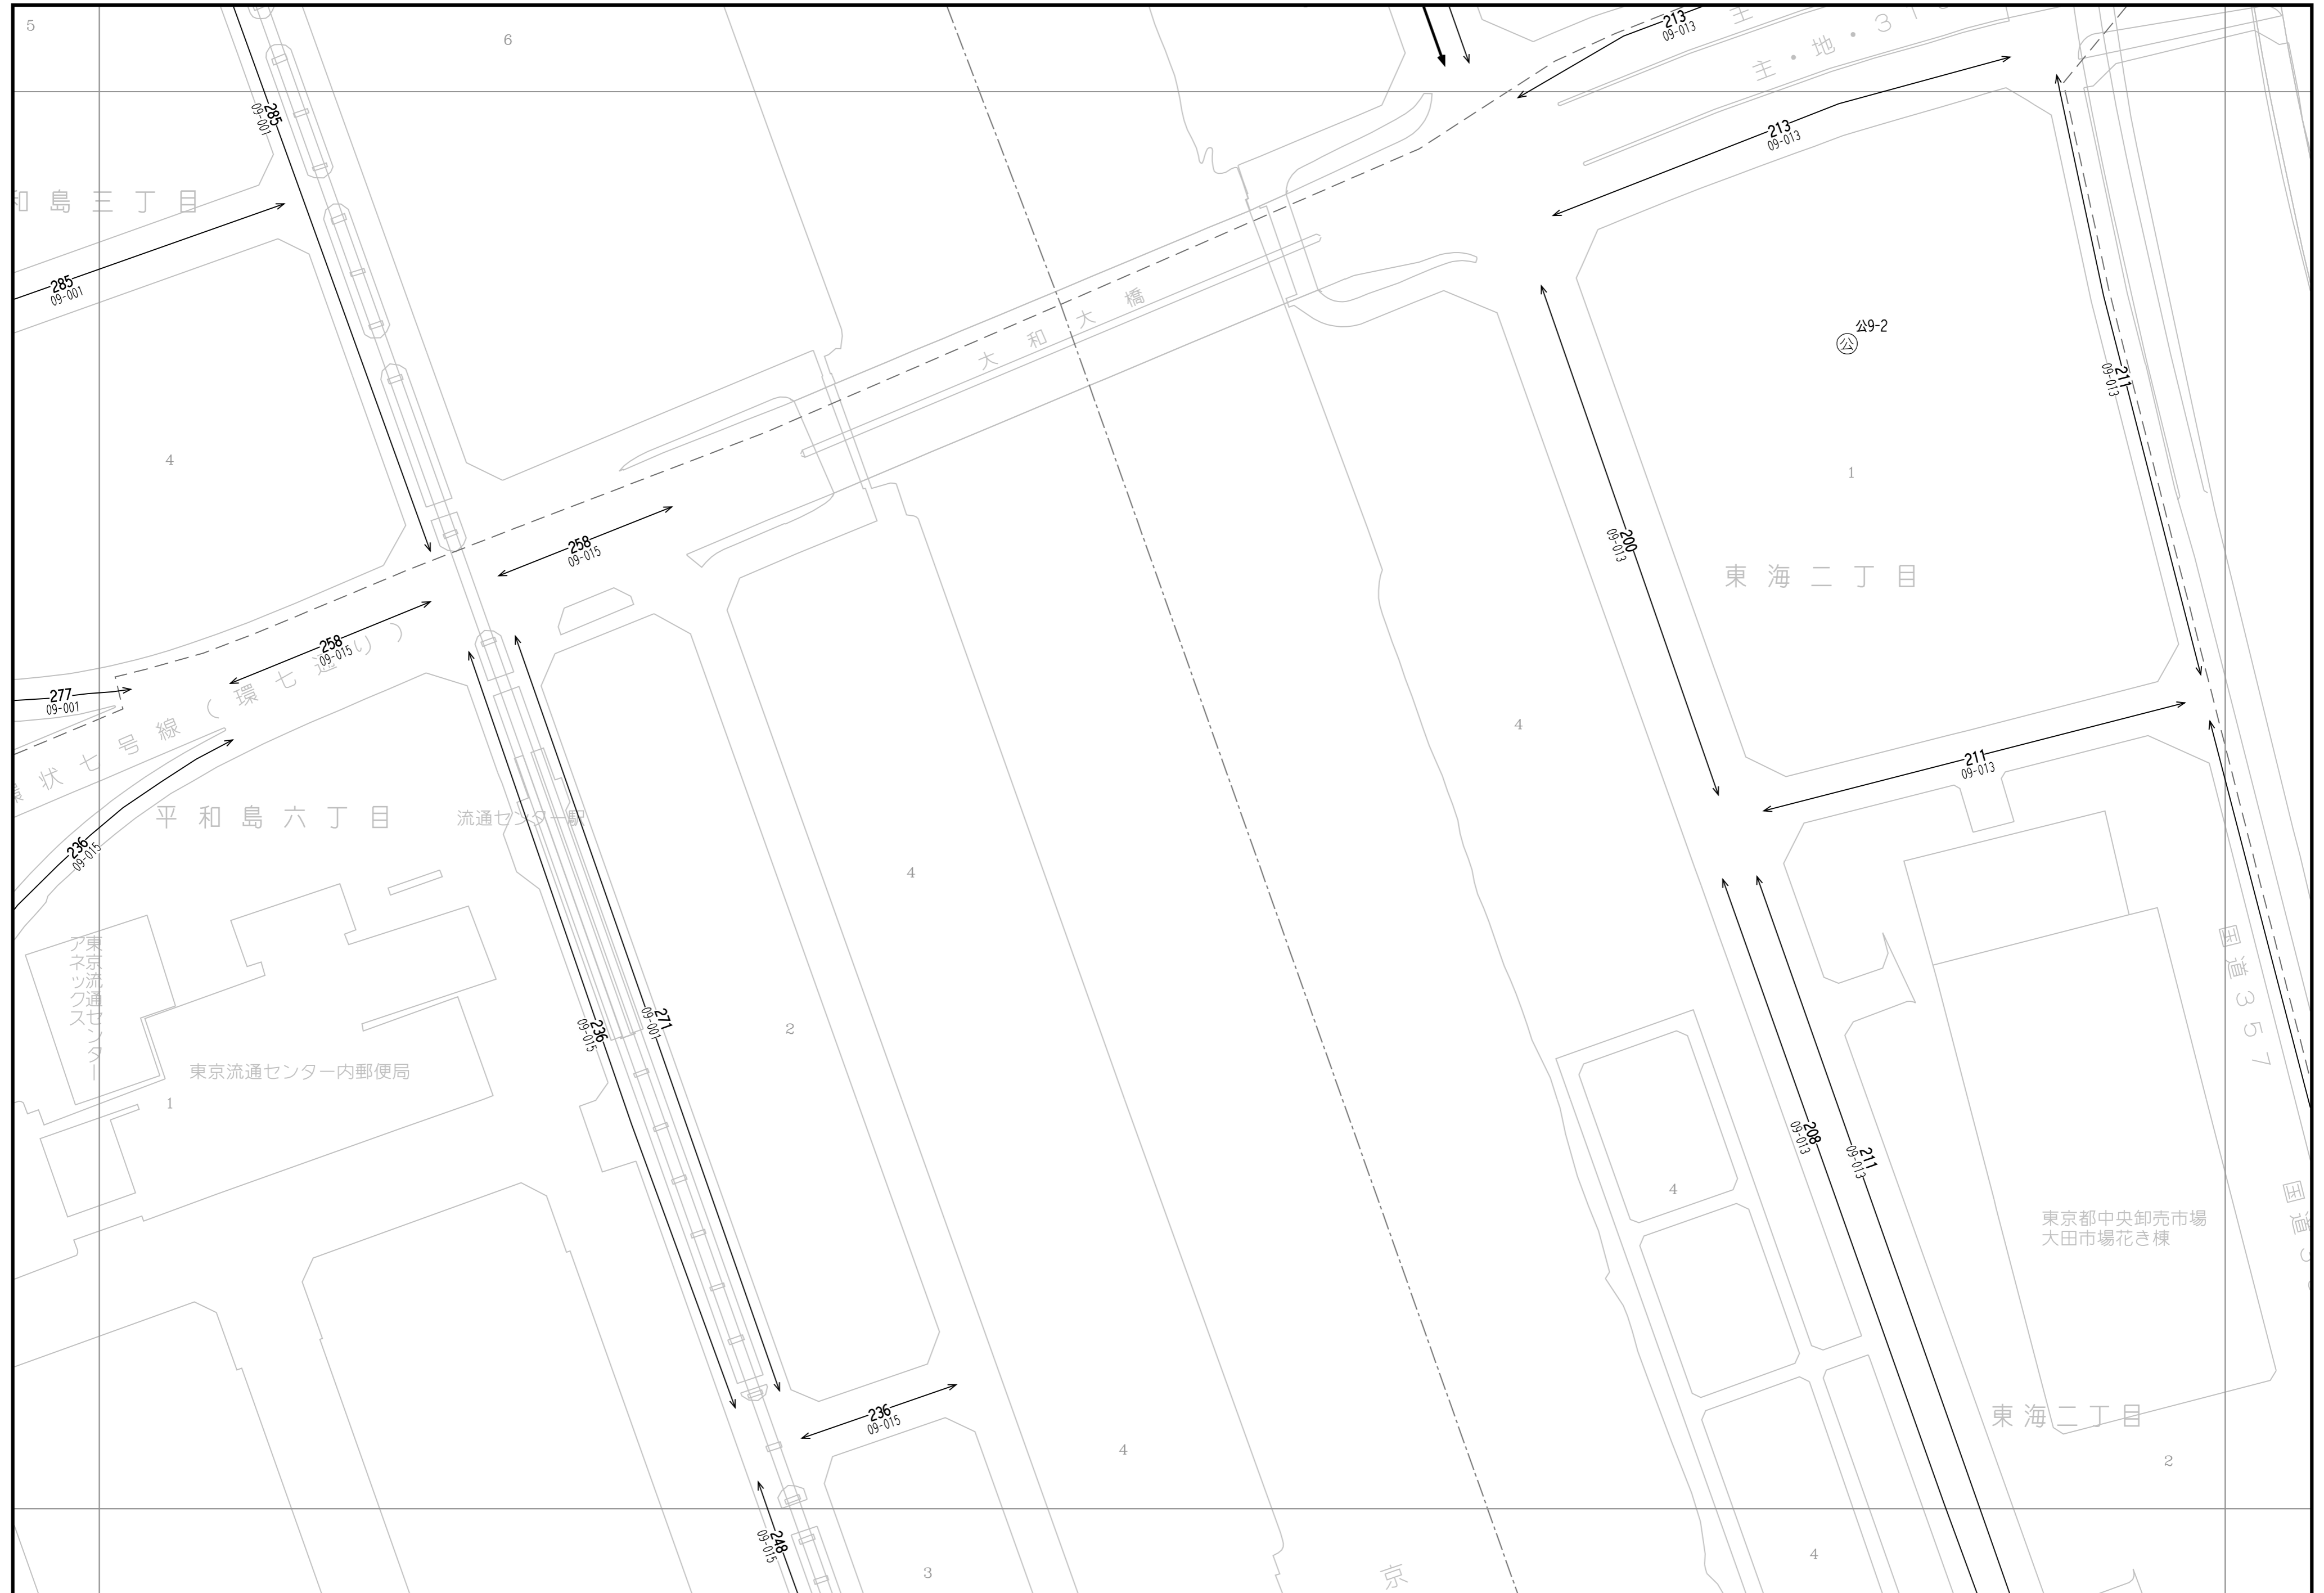 5
6
213
09-013
主
主・地・31
285
09-001
213
09-013
和島三丁目
285
09-001
大和大橋
公9-2
公
211
09-013
4
1
258
09-015
200
09-013
東海二丁目
258
09-015
277
09-001
環状七号線(環七通り)
4
211
09-013
平和島六丁目
流通センター駅
236
09-015
4
国道357
東京流通センター
アネックス
236
09-015
271
09-001
2
東京流通センター内郵便局
1
208
09-013
211
09-013
4
東京都中央卸売市場
大田市場花き棟
国道3
236
09-015
東海二丁目
4
2
248
09-015
3
京
4